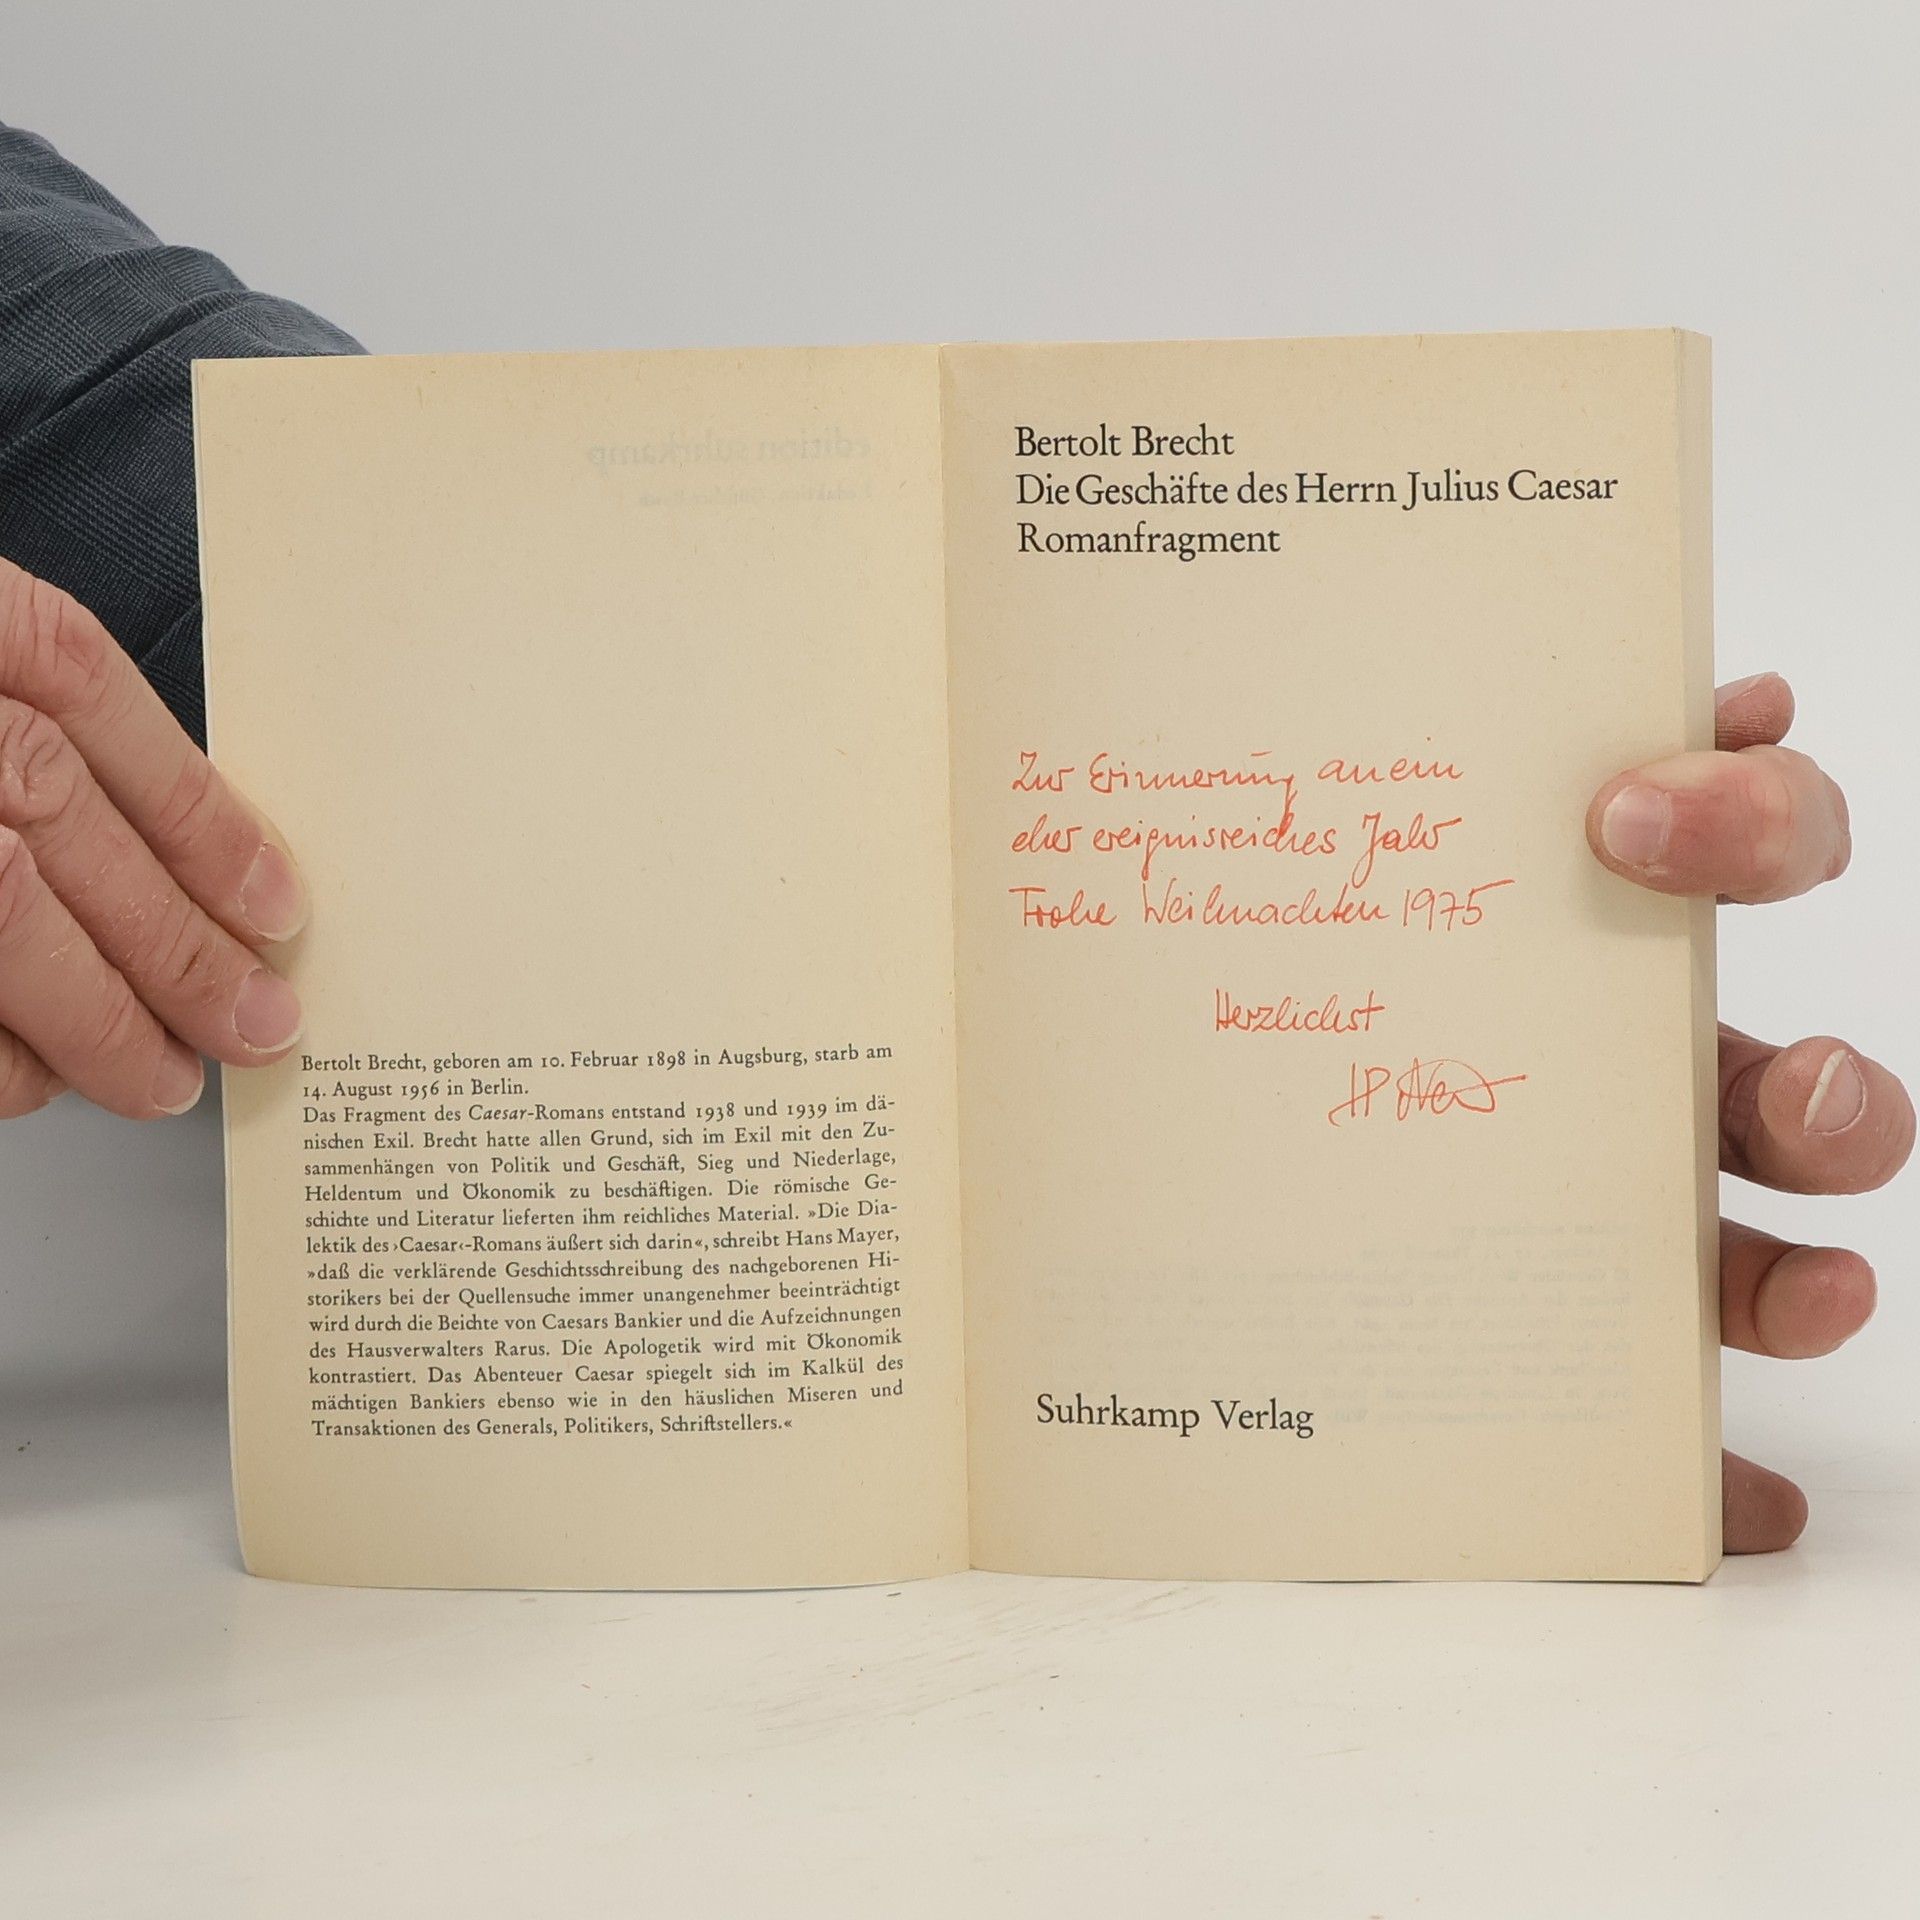 edition suhrkamp
Bertolt Brecht, geboren am 10. Februar 1898 in Augsburg, starb am
14. August 1956 in Berlin.
Das Fragment des Caesar-Romans entstand 1938 und 1939 im dä-
nischen Exil. Brecht hatte allen Grund, sich im Exil mit den Zu-
sammenhängen von Politik und Geschäft, Sieg und Niederlage,
Heldentum und Ökonomik zu beschäftigen. Die römische Ge-
schichte und Literatur lieferten ihm reichliches Material. »Die Dia-
lektik des ›Caesar‹-Romans äußert sich darin«, schreibt Hans Mayer,
»daß die verklärende Geschichtsschreibung des nachgeborenen Hi-
storikers bei der Quellensuche immer unangenehmer beeinträchtigt
wird durch die Beichte von Caesars Bankier und die Aufzeichnungen
des Hausverwalters Rarus. Die Apologetik wird mit Ökonomik
kontrastiert. Das Abenteuer Caesar spiegelt sich im Kalkül des
mächtigen Bankiers ebenso wie in den häuslichen Miseren und
Transaktionen des Generals, Politikers, Schriftstellers.«
Bertolt Brecht
Die Geschäfte des Herrn Julius Caesar
Romanfragment
Zur Erinnerung an ein
eher ereignisreiches Jahr
Frohe Weihnachten 1975
Herzlichst
HP
Suhrkamp Verlag